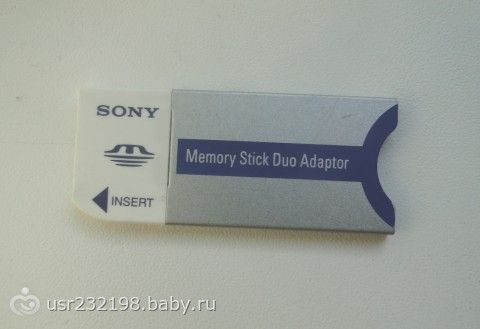 SONY
INSERT
Memory Stick Duo Adaptor
usr232198.baby.ru